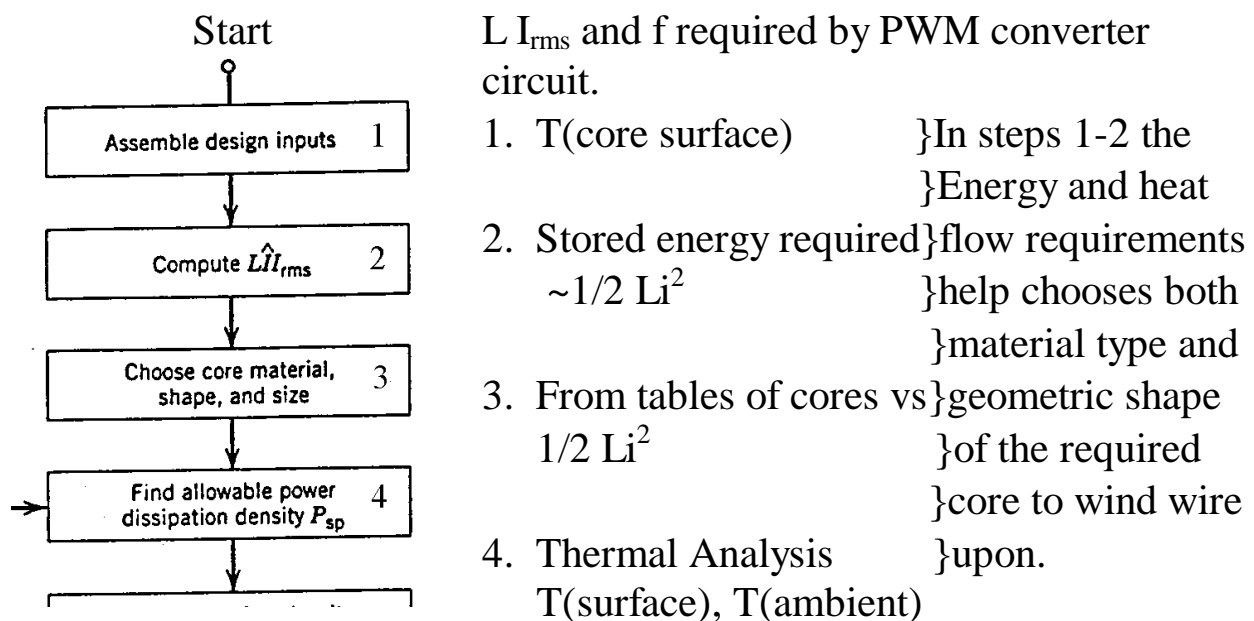 Start
Assemble design inputs 1
Compute LÎI_rms 2
Choose core material, 3
shape, and size
Find allowable power 4
dissipation density P_sp
L I_rms and f required by PWM converter
circuit.
1. T(core surface) }In steps 1-2 the
}Energy and heat
2. Stored energy required}flow requirements
~1/2 Li² }help chooses both
}material type and
3. From tables of cores vs}geometric shape
1/2 Li² }of the required
}core to wind wire
4. Thermal Analysis }upon.
T(surface), T(ambient)